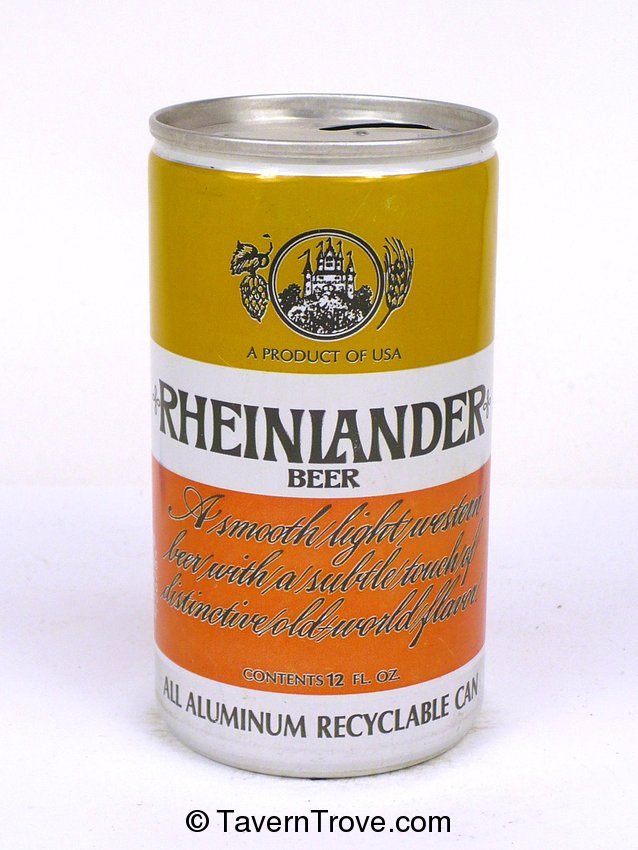 A PRODUCT OF USA
RHEINLANDER
BEER
A smooth light western
beer with a subtle touch of
distinctive old-world flavor
CONTENTS 12 FL. OZ.
ALL ALUMINUM RECYCLABLE CAN
© TavernTrove.com